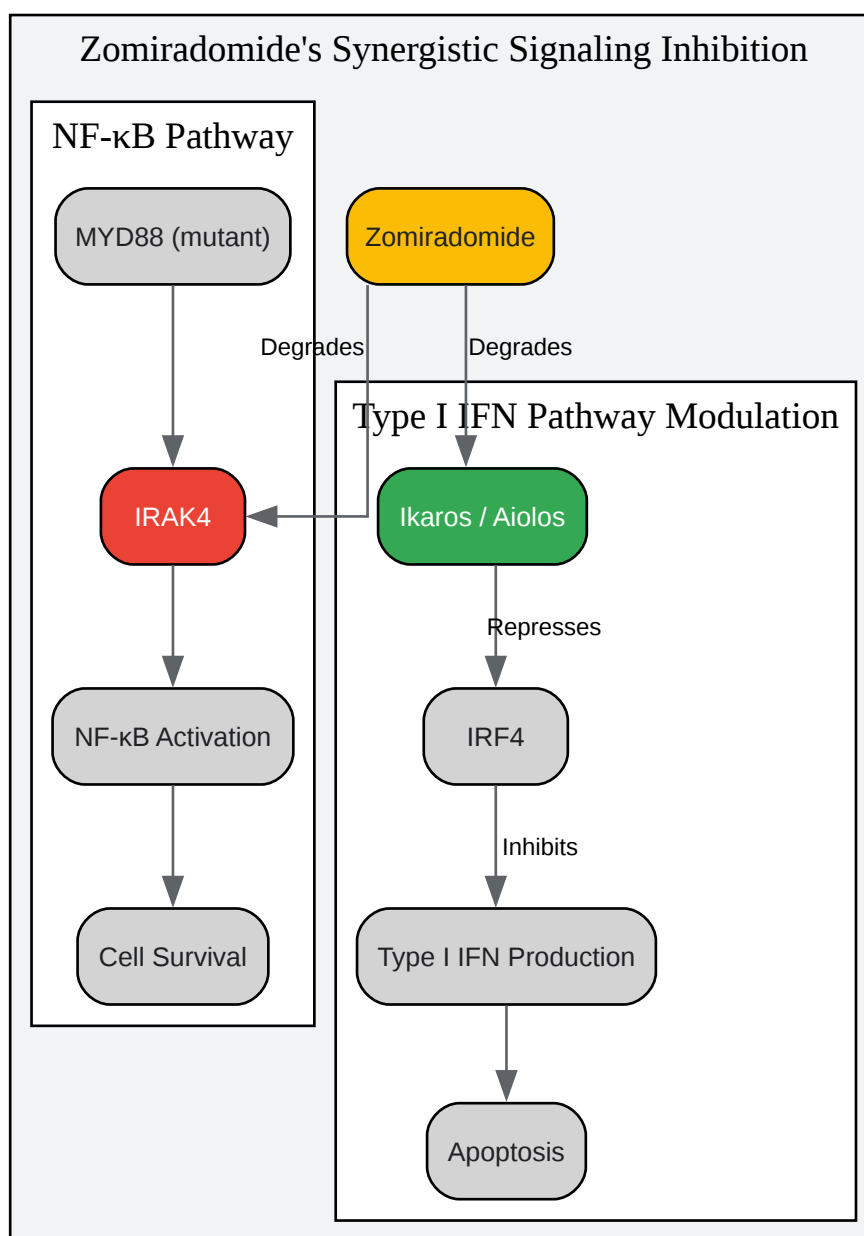 Zomiradomide's Synergistic Signaling Inhibition
NF-κB Pathway
MYD88 (mutant)
Zomiradomide
Degrades
Degrades
Type I IFN Pathway Modulation
IRAK4
Ikaros / Aiolos
Represses
NF-κB Activation
IRF4
Inhibits
Cell Survival
Type I IFN Production
Apoptosis